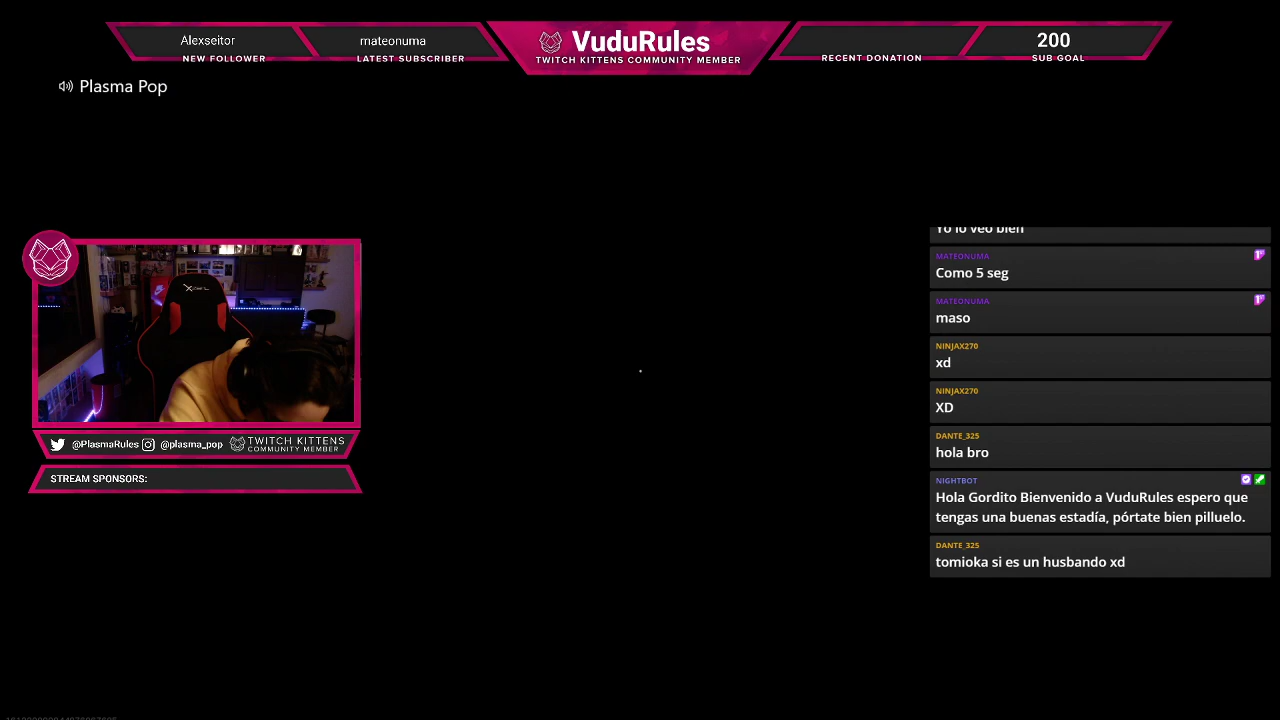 Alexseitor
NEW FOLLOWER
mateonuma
LATEST SUBSCRIBER
VuduRules
TWITCH KITTENS COMMUNITY MEMBER
RECENT DONATION
200
SUB GOAL
Plasma Pop
@PlasmaRules
@plasma_pop
TWITCH KITTENS
COMMUNITY MEMBER
STREAM SPONSORS:
Yo lo veo bien
MATEONUMA
Como 5 seg
MATEONUMA
maso
NINJAX270
xd
NINJAX270
XD
DANTE_325
hola bro
NIGHTBOT
Hola Gordito Bienvenido a VuduRules espero que
tengas una buenas estadía, pórtate bien pilluelo.
DANTE_325
tomioka si es un husbando xd